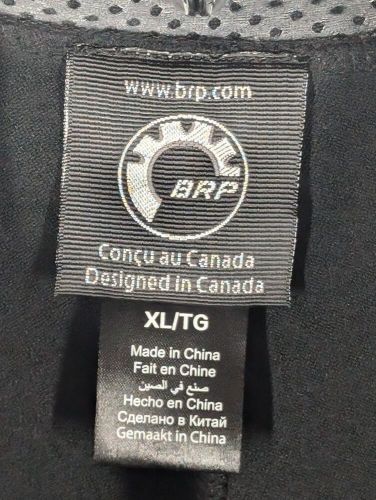 www.brp.com
BRP
Conçu au Canada
Designed in Canada
XL/TG
Made in China
Fait en Chine
صنع في الصين
Hecho en China
Сделано в Китай
Gemaakt in China